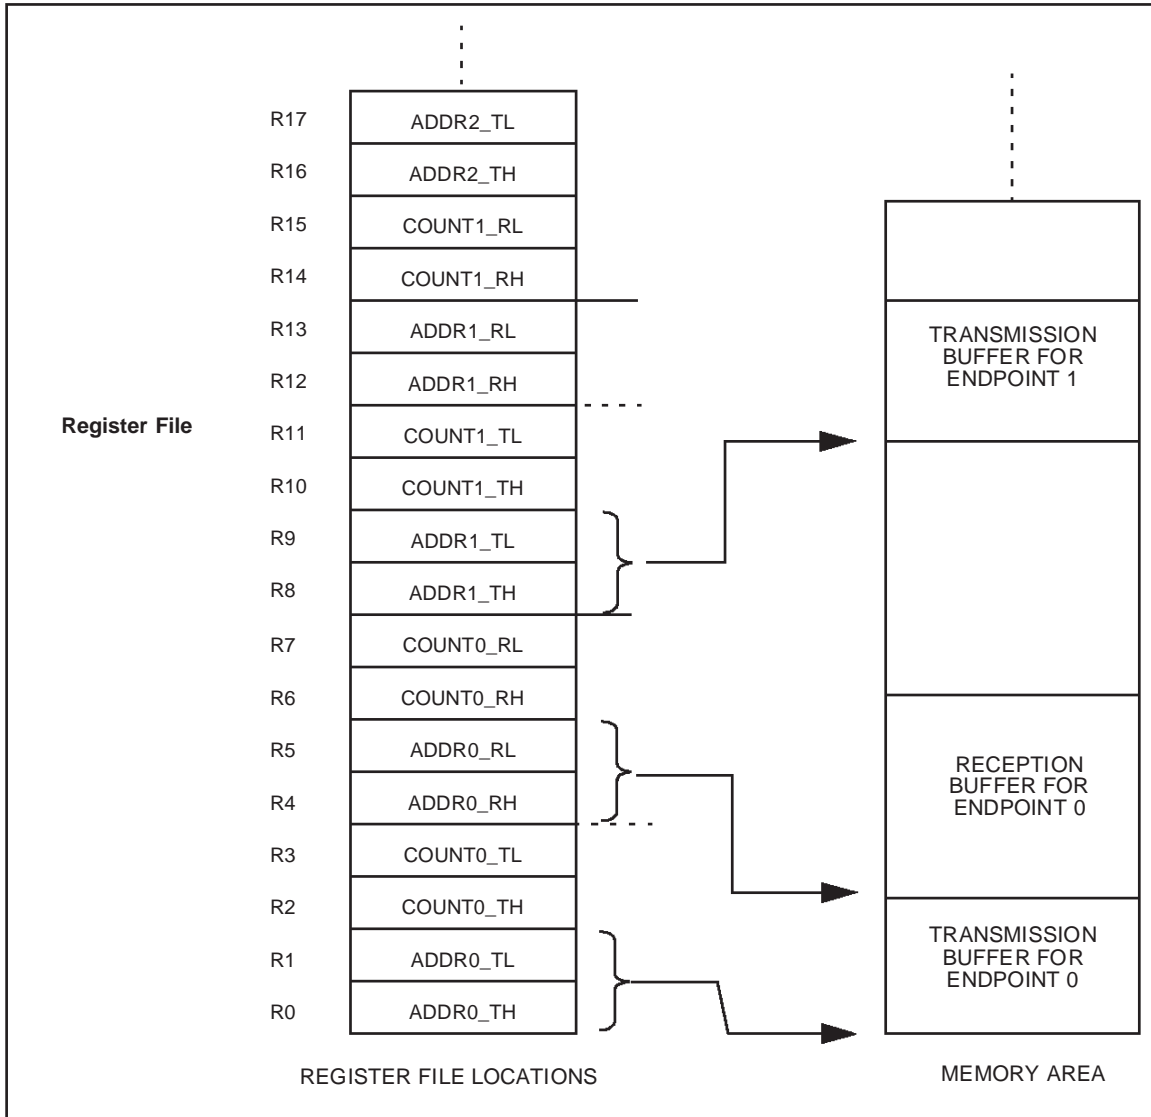 R17 ADDR2_TL
R16 ADDR2_TH
R15 COUNT1_RL
R14 COUNT1_RH
R13 ADDR1_RL
R12 ADDR1_RH
R11 COUNT1_TL
R10 COUNT1_TH
R9 ADDR1_TL
R8 ADDR1_TH
R7 COUNT0_RL
R6 COUNT0_RH
R5 ADDR0_RL
R4 ADDR0_RH
R3 COUNT0_TL
R2 COUNT0_TH
R1 ADDR0_TL
R0 ADDR0_TH
Register File
REGISTER FILE LOCATIONS
TRANSMISSION
BUFFER FOR
ENDPOINT 1
RECEPTION
BUFFER FOR
ENDPOINT 0
TRANSMISSION
BUFFER FOR
ENDPOINT 0
MEMORY AREA